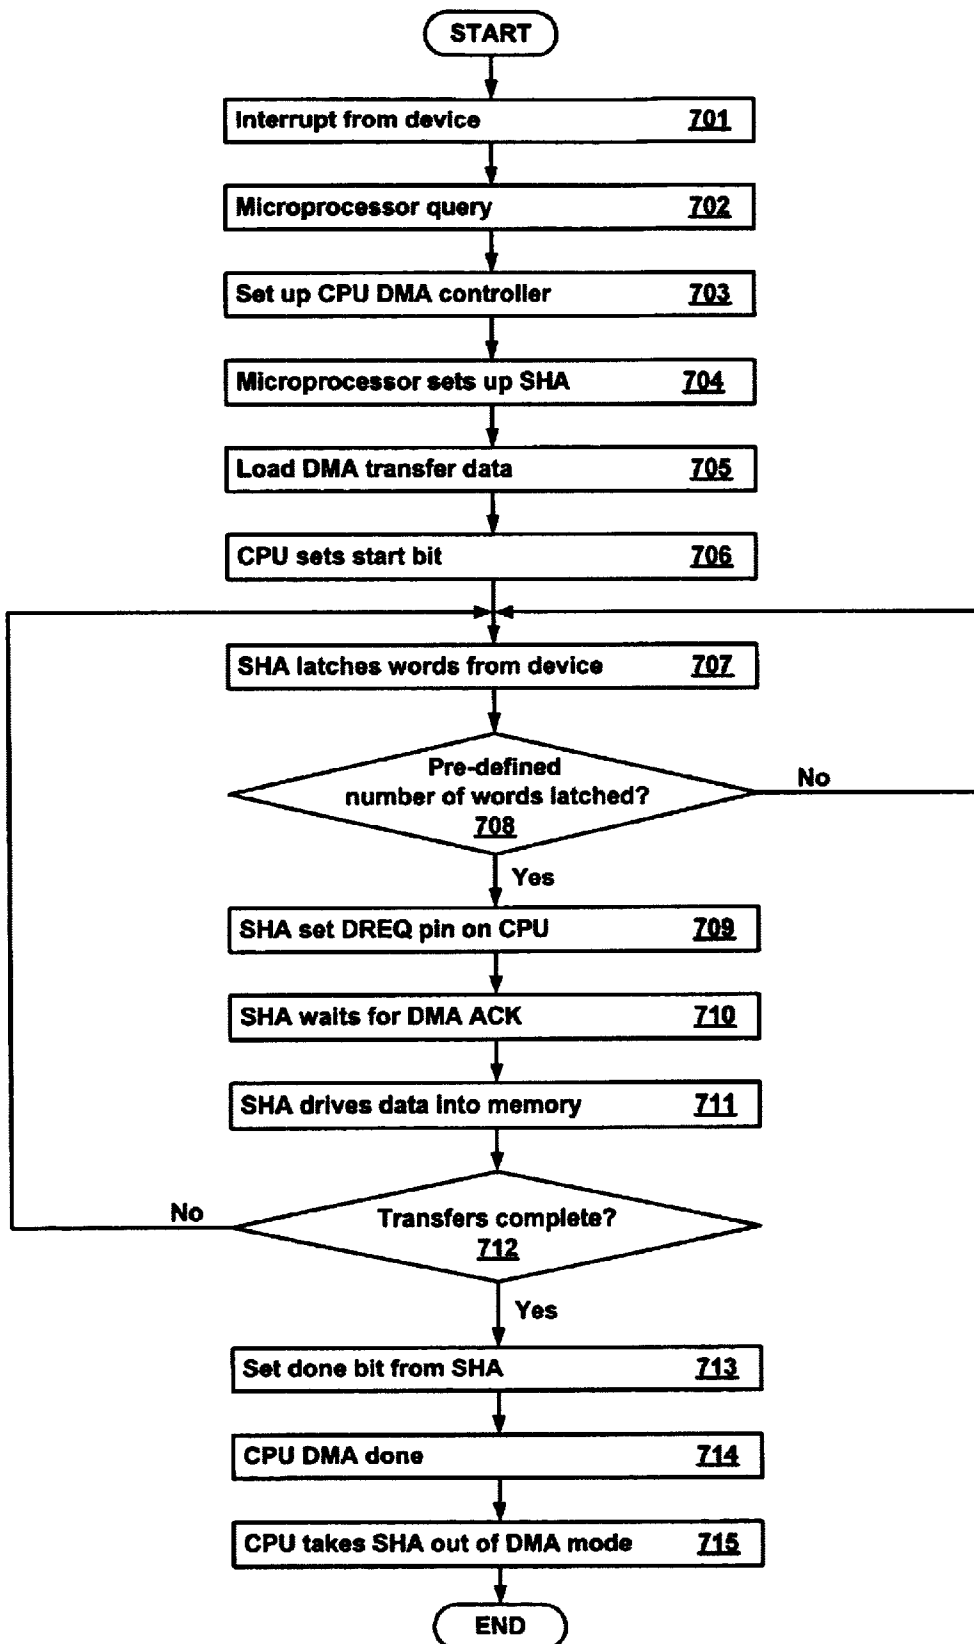 START
Interrupt from device 701
Microprocessor query 702
Set up CPU DMA controller 703
Microprocessor sets up SHA 704
Load DMA transfer data 705
CPU sets start bit 706
SHA latches words from device 707
Pre-defined
number of words latched?
708
No
Yes
SHA set DREQ pin on CPU 709
SHA waits for DMA ACK 710
SHA drives data into memory 711
No
Transfers complete?
712
Yes
Set done bit from SHA 713
CPU DMA done 714
CPU takes SHA out of DMA mode 715
END